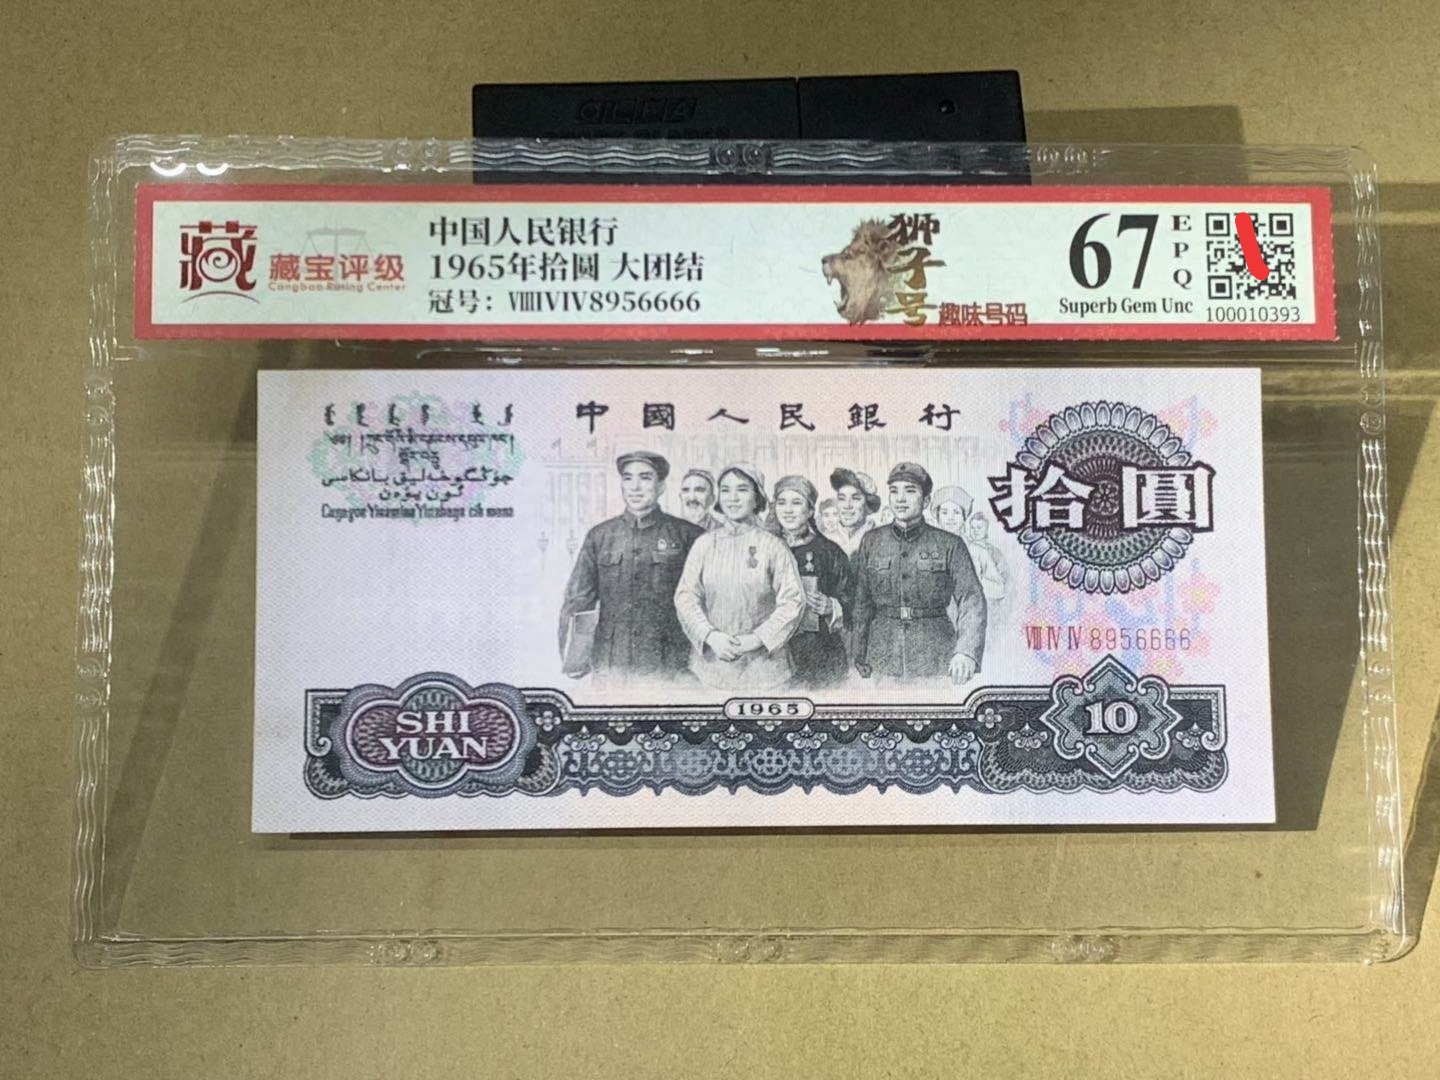 藏
藏宝评级
Cangbao Rating Center
中国人民银行
1965年拾圆 大团结
冠号：ⅧⅣⅣ8956666
狮子号
趣味号码
67
EPQ
Superb Gem Unc
100010393
中國人民銀行
拾圓
ⅧⅣⅣ8956666
1965
SHI
YUAN
10